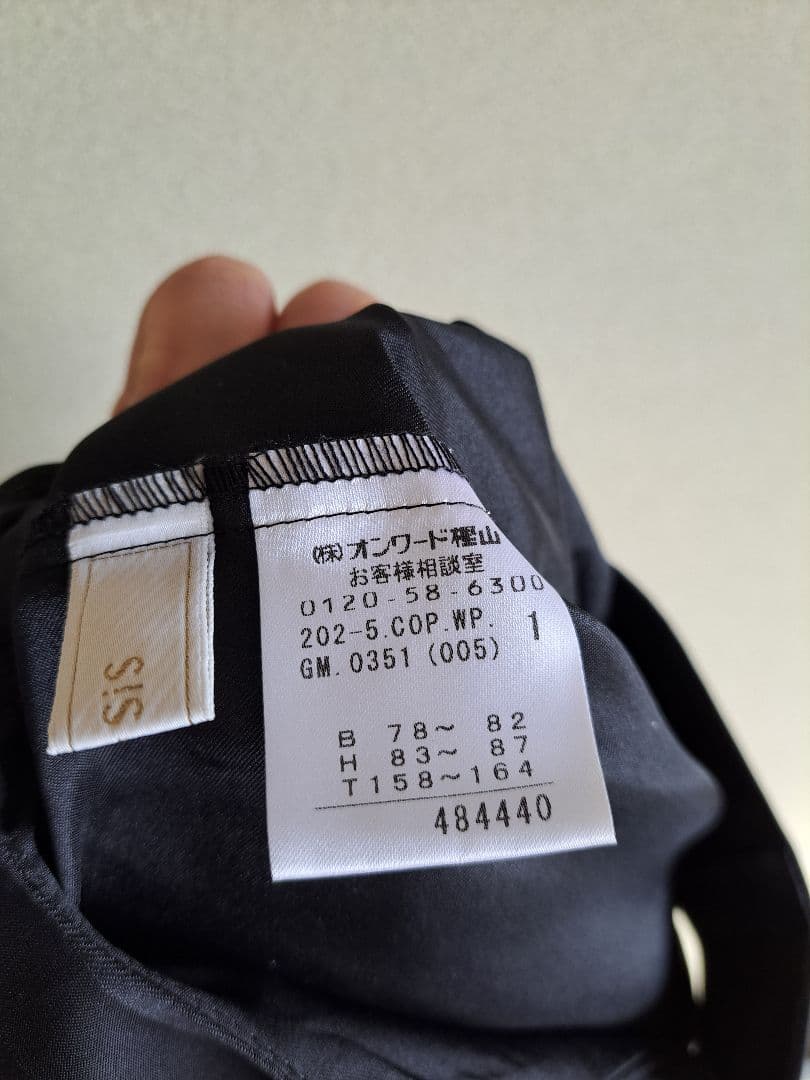 sis
㈱オンワード樫山
お客様相談室
0120-58-6300
202-5.COP.WP. 1
GM.0351 (005)
B 78〜 82
H 83〜 87
T158〜164
484440